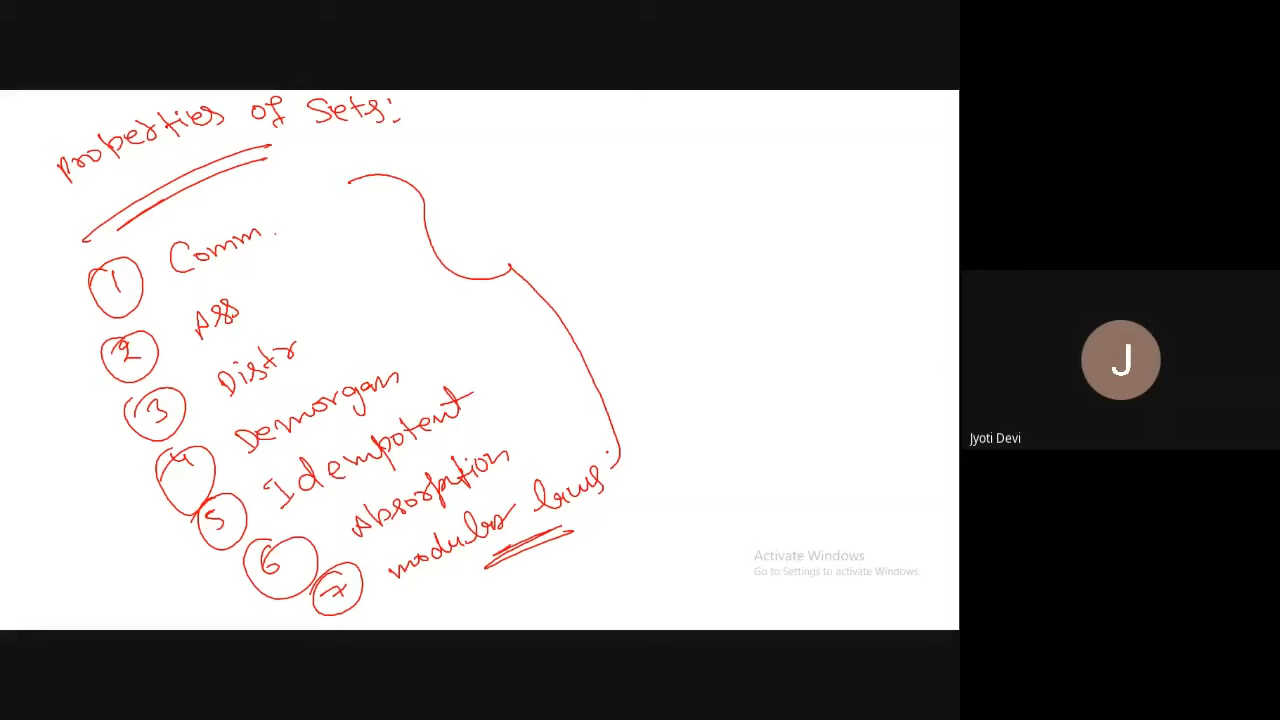 properties of Sets:
1 Comm.
2 Ass
3 Distr
4 Demorgan
5 Idempotent
6 Absorption
7 modular laws.
Activate Windows
Go to Settings to activate Windows.
J
Jyoti Devi